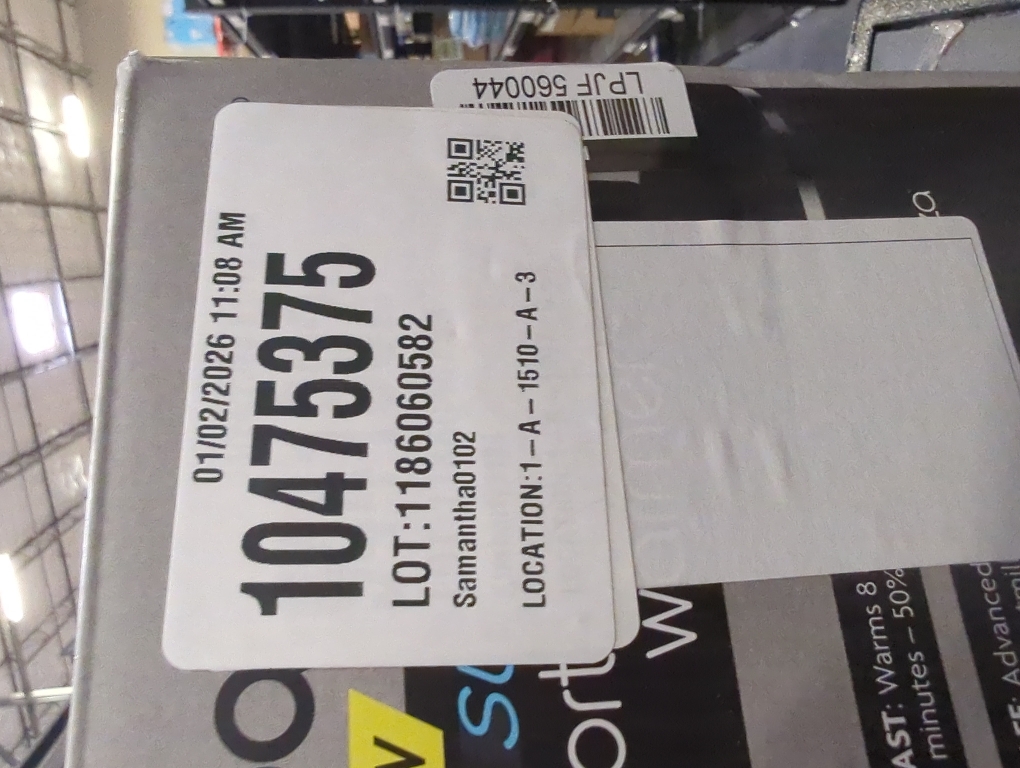 LPJF 560044
01/02/2026 11:08 AM
10475375
LOT:1186060582
Samantha0102
LOCATION:1-A-1510-A-3
AST: Warms 8
minutes - 50%
Advanced